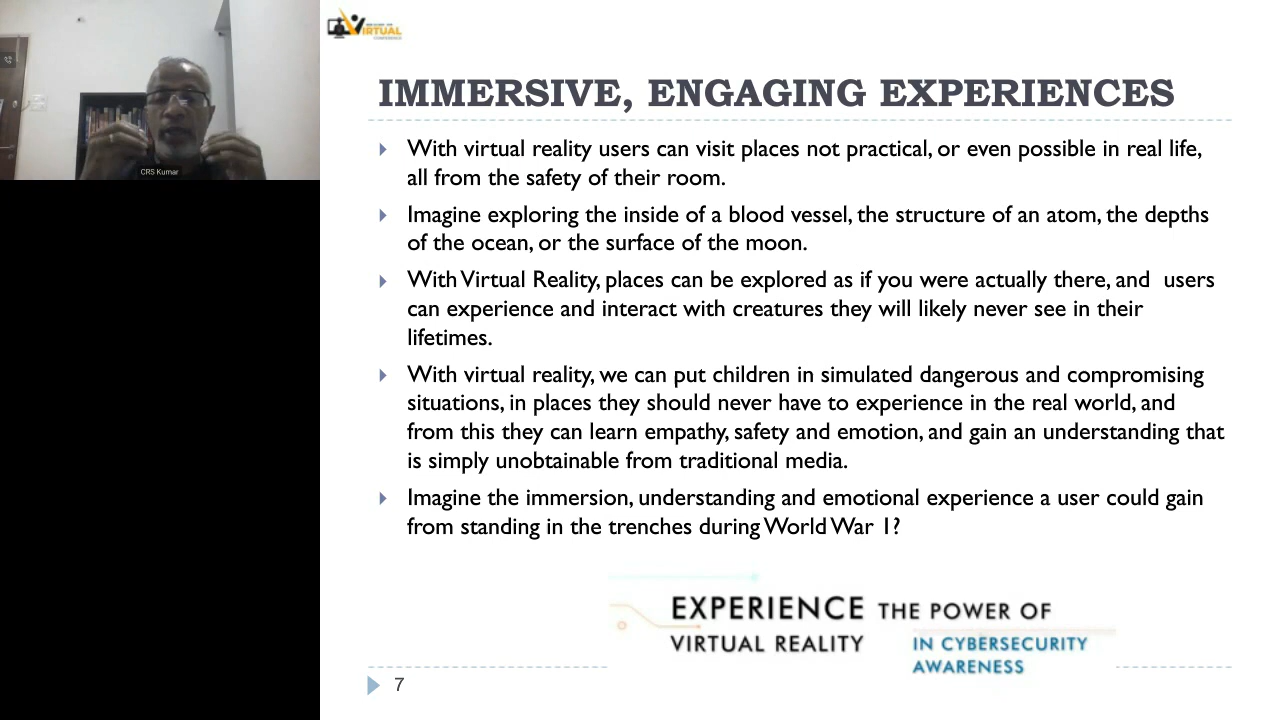 VIRTUAL
CONFERENCE
CRS Kumar
IMMERSIVE, ENGAGING EXPERIENCES
With virtual reality users can visit places not practical, or even possible in real life,
all from the safety of their room.
Imagine exploring the inside of a blood vessel, the structure of an atom, the depths
of the ocean, or the surface of the moon.
With Virtual Reality, places can be explored as if you were actually there, and users
can experience and interact with creatures they will likely never see in their
lifetimes.
With virtual reality, we can put children in simulated dangerous and compromising
situations, in places they should never have to experience in the real world, and
from this they can learn empathy, safety and emotion, and gain an understanding that
is simply unobtainable from traditional media.
Imagine the immersion, understanding and emotional experience a user could gain
from standing in the trenches during World War 1?
EXPERIENCE THE POWER OF
VIRTUAL REALITY IN CYBERSECURITY
AWARENESS
7